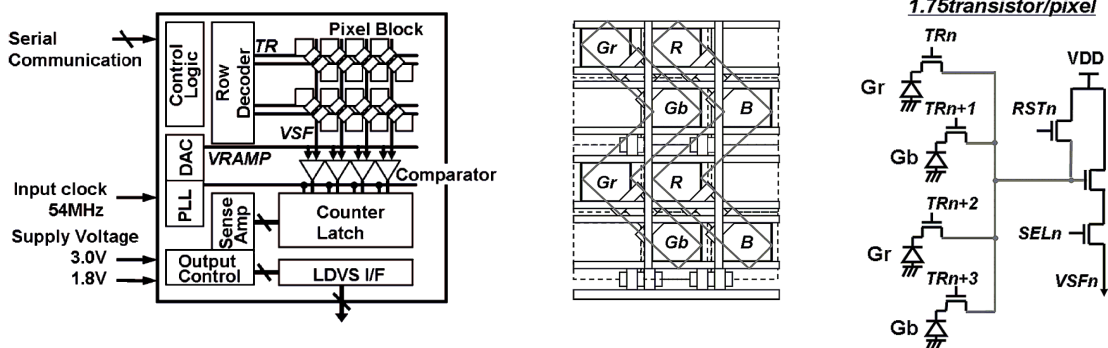 Serial
Communication
Control
Logic
Row
Decoder
TR
Pixel Block
VSF
DAC
VRAMP
Comparator
Input clock
54MHz
PLL
Sense
Amp
Counter
Latch
Supply Voltage
3.0V
1.8V
Output
Control
LDVS I/F
Gr
R
Gb
B
Gr
R
Gb
B
1.75transistor/pixel
TRn
VDD
Gr
RSTn
TRn+1
Gb
TRn+2
SELn
Gr
TRn+3
VSFn
Gb